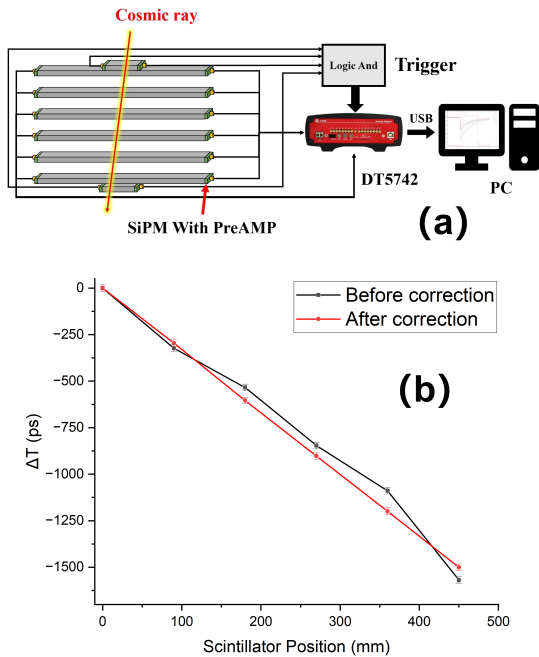 Cosmic ray
Logic And
Trigger
USB
DT5742
PC
SiPM With PreAMP
(a)
Before correction
After correction
(b)
0
−250
−500
−750
−1000
−1250
−1500
ΔT (ps)
0 100 200 300 400 500
Scintillator Position (mm)